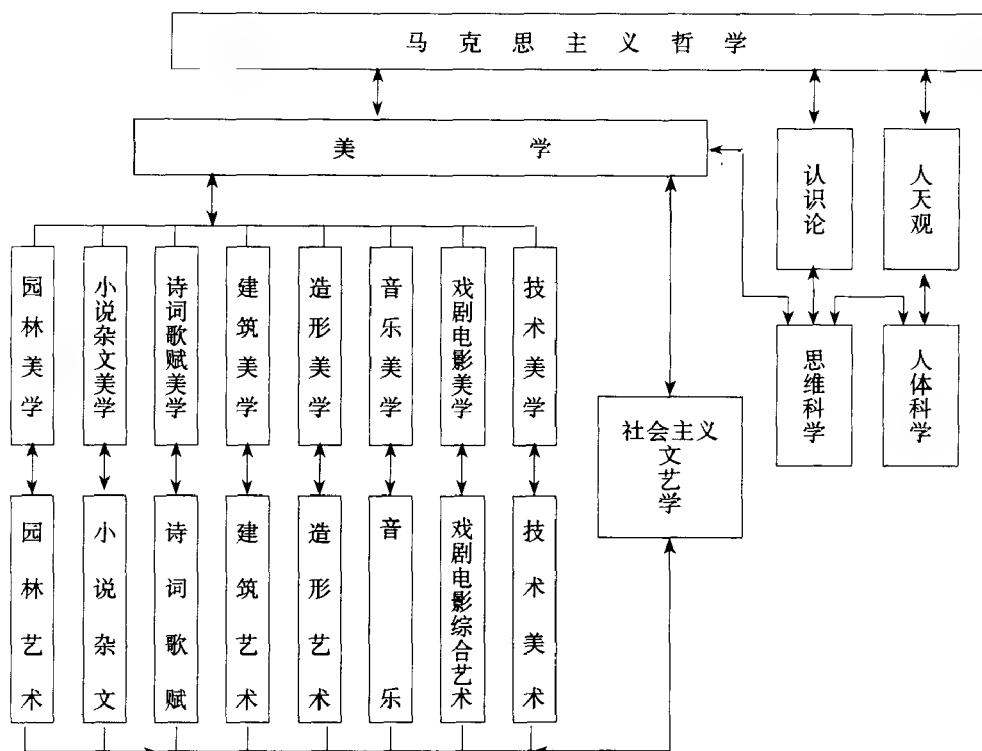 马克思主义哲学
美学
认识论
人天观
园林美学
小说杂文美学
诗词歌赋美学
建筑美学
造形美学
音乐美学
戏剧电影美学
技术美学
思维科学
人体科学
社会主义
文艺学
园林艺术
小说杂文
诗词歌赋
建筑艺术
造形艺术
音乐
戏剧电影综合艺术
技术美术